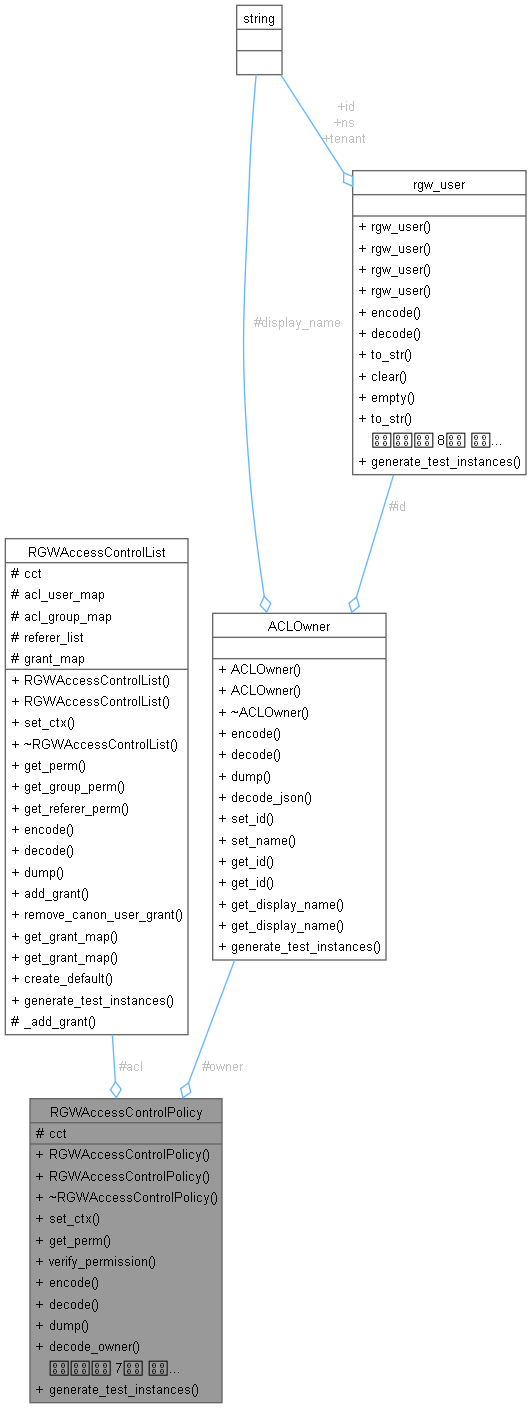 string
+id
+ns
+tenant
rgw_user
+ rgw_user()
+ rgw_user()
+ rgw_user()
+ rgw_user()
+ encode()
+ decode()
+ to_str()
+ clear()
+ empty()
+ to_str()
8 ...
+ generate_test_instances()
#display_name
#id
RGWAccessControlList
# cct
# acl_user_map
# acl_group_map
# referer_list
# grant_map
+ RGWAccessControlList()
+ RGWAccessControlList()
+ set_ctx()
+ ~RGWAccessControlList()
+ get_perm()
+ get_group_perm()
+ get_referer_perm()
+ encode()
+ decode()
+ dump()
+ add_grant()
+ remove_canon_user_grant()
+ get_grant_map()
+ get_grant_map()
+ create_default()
+ generate_test_instances()
# _add_grant()
ACLOwner
+ ACLOwner()
+ ACLOwner()
+ ~ACLOwner()
+ encode()
+ decode()
+ dump()
+ decode_json()
+ set_id()
+ set_name()
+ get_id()
+ get_id()
+ get_display_name()
+ get_display_name()
+ generate_test_instances()
#acl
#owner
RGWAccessControlPolicy
# cct
+ RGWAccessControlPolicy()
+ RGWAccessControlPolicy()
+ ~RGWAccessControlPolicy()
+ set_ctx()
+ get_perm()
+ verify_permission()
+ encode()
+ decode()
+ dump()
+ decode_owner()
7 ...
+ generate_test_instances()